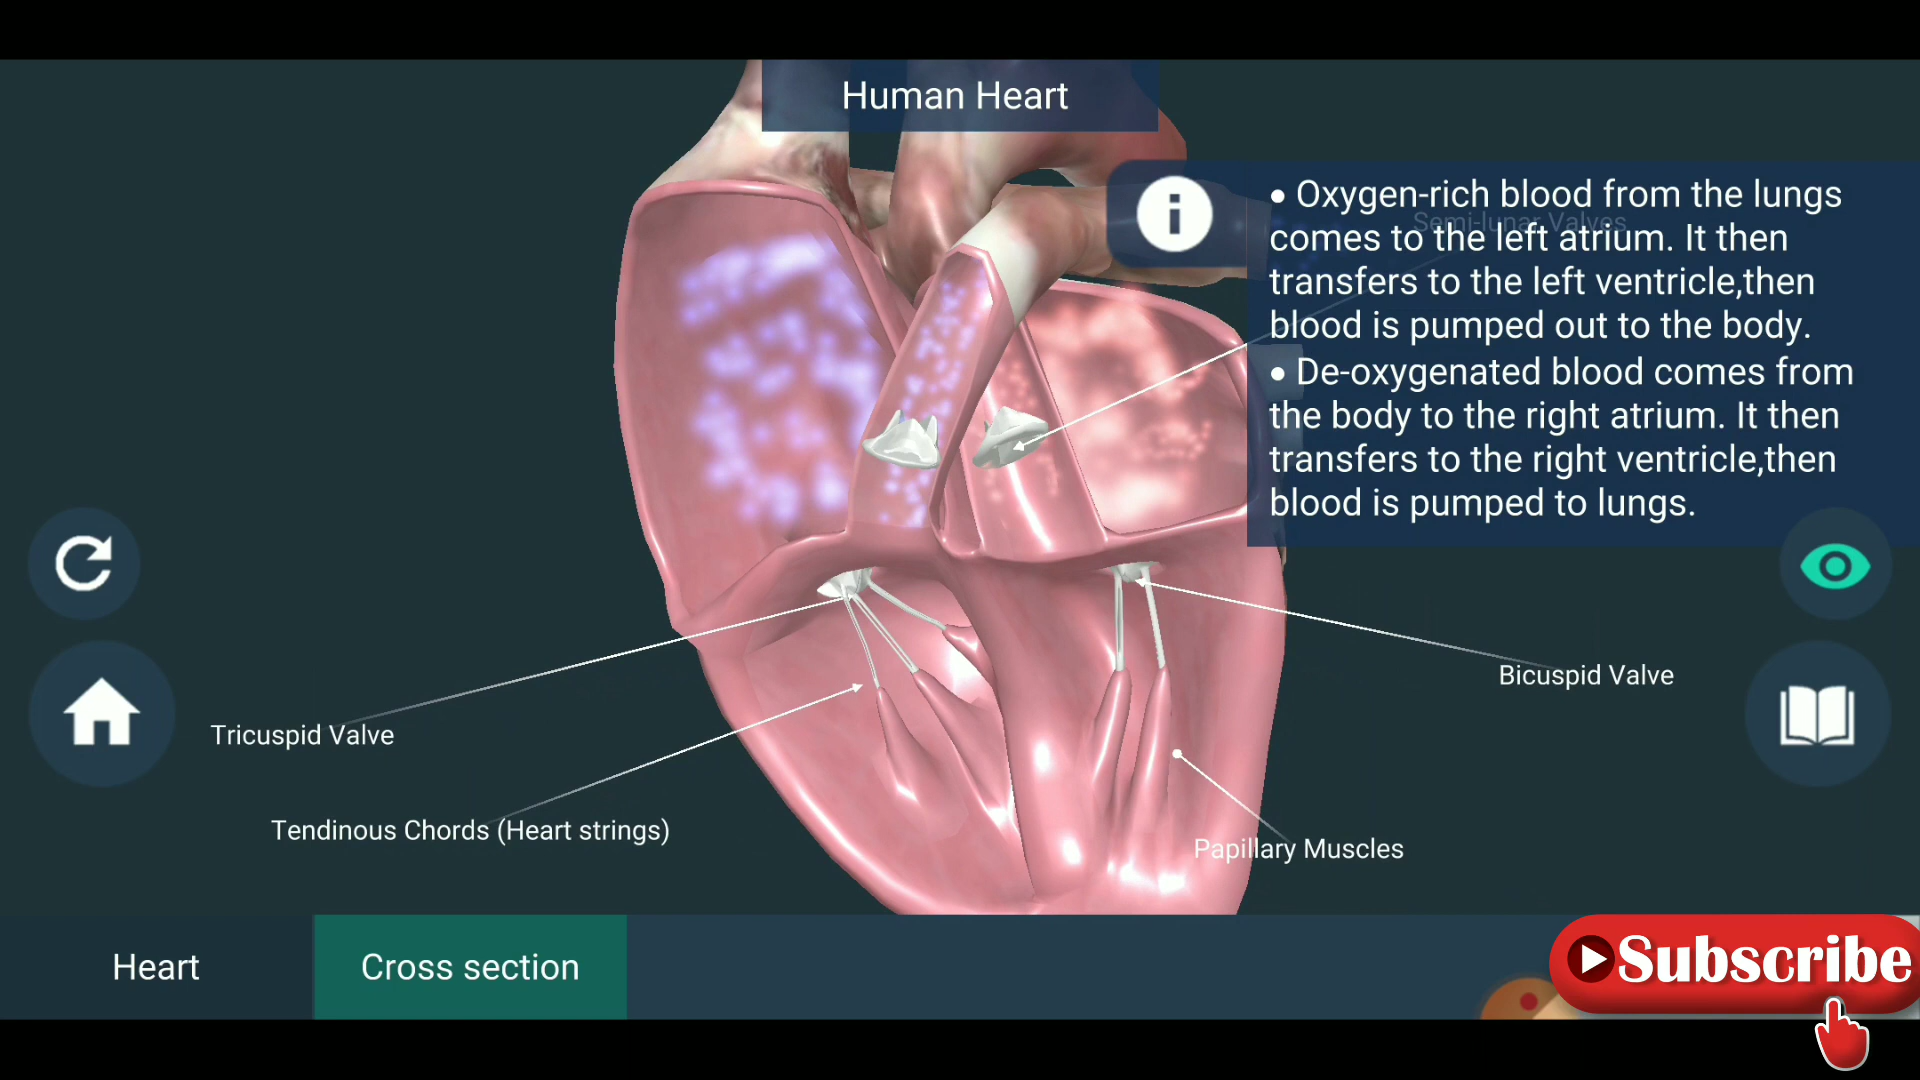 Human Heart
Semi-lunar Valves
• Oxygen-rich blood from the lungs
comes to the left atrium. It then
transfers to the left ventricle,then
blood is pumped out to the body.
• De-oxygenated blood comes from
the body to the right atrium. It then
transfers to the right ventricle,then
blood is pumped to lungs.
Bicuspid Valve
Tricuspid Valve
Tendinous Chords (Heart strings)
Papillary Muscles
Heart
Cross section
Subscribe